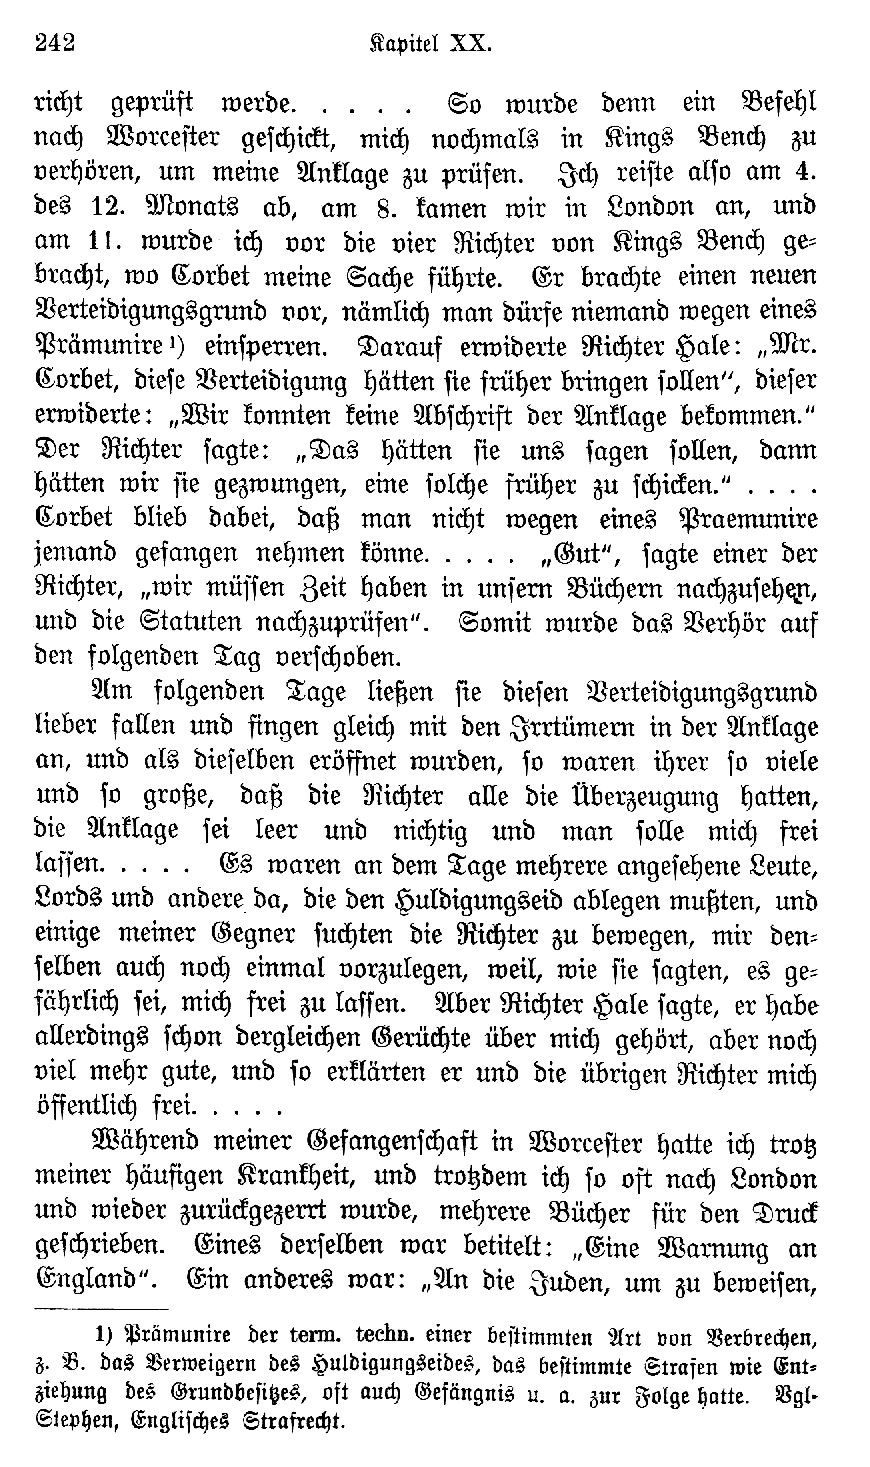 242 Kapitel XX.
richt geprüft werde. . . . . So wurde denn ein Befehl
nach Worcester geschickt, mich nochmals in Kings Bench zu
verhören, um meine Anklage zu prüfen. Ich reiste also am 4.
des 12. Monats ab, am 8. kamen wir in London an, und
am 11. wurde ich vor die vier Richter von Kings Bench ge-
bracht, wo Corbet meine Sache führte. Er brachte einen neuen
Verteidigungsgrund vor, nämlich man dürfe niemand wegen eines
Prämunire¹) einsperren. Darauf erwiderte Richter Hale: „Mr.
Corbet, diese Verteidigung hätten sie früher bringen sollen", dieser
erwiderte: „Wir konnten keine Abschrift der Anklage bekommen."
Der Richter sagte: „Das hätten sie uns sagen sollen, dann
hätten wir sie gezwungen, eine solche früher zu schicken." . . . .
Corbet blieb dabei, daß man nicht wegen eines Praemunire
jemand gefangen nehmen könne. . . . . „Gut", sagte einer der
Richter, „wir müssen Zeit haben in unsern Büchern nachzusehen,
und die Statuten nachzuprüfen". Somit wurde das Verhör auf
den folgenden Tag verschoben.
Am folgenden Tage ließen sie diesen Verteidigungsgrund
lieber fallen und fingen gleich mit den Irrtümern in der Anklage
an, und als dieselben eröffnet wurden, so waren ihrer so viele
und so große, daß die Richter alle die Überzeugung hatten,
die Anklage sei leer und nichtig und man solle mich frei
lassen. . . . . Es waren an dem Tage mehrere angesehene Leute,
Lords und andere da, die den Huldigungseid ablegen mußten, und
einige meiner Gegner suchten die Richter zu bewegen, mir den-
selben auch noch einmal vorzulegen, weil, wie sie sagten, es ge-
fährlich sei, mich frei zu lassen. Aber Richter Hale sagte, er habe
allerdings schon dergleichen Gerüchte über mich gehört, aber noch
viel mehr gute, und so erklärten er und die übrigen Richter mich
öffentlich frei. . . . .
Während meiner Gefangenschaft in Worcester hatte ich trotz
meiner häufigen Krankheit, und trotzdem ich so oft nach London
und wieder zurückgezerrt wurde, mehrere Bücher für den Druck
geschrieben. Eines derselben war betitelt: „Eine Warnung an
England". Ein anderes war: „An die Juden, um zu beweisen,
1) Prämunire der term. techn. einer bestimmten Art von Verbrechen,
z. B. das Verweigern des Huldigungseides, das bestimmte Strafen wie Ent-
ziehung des Grundbesitzes, oft auch Gefängnis u. a. zur Folge hatte. Vgl.
Stephen, Englisches Strafrecht.